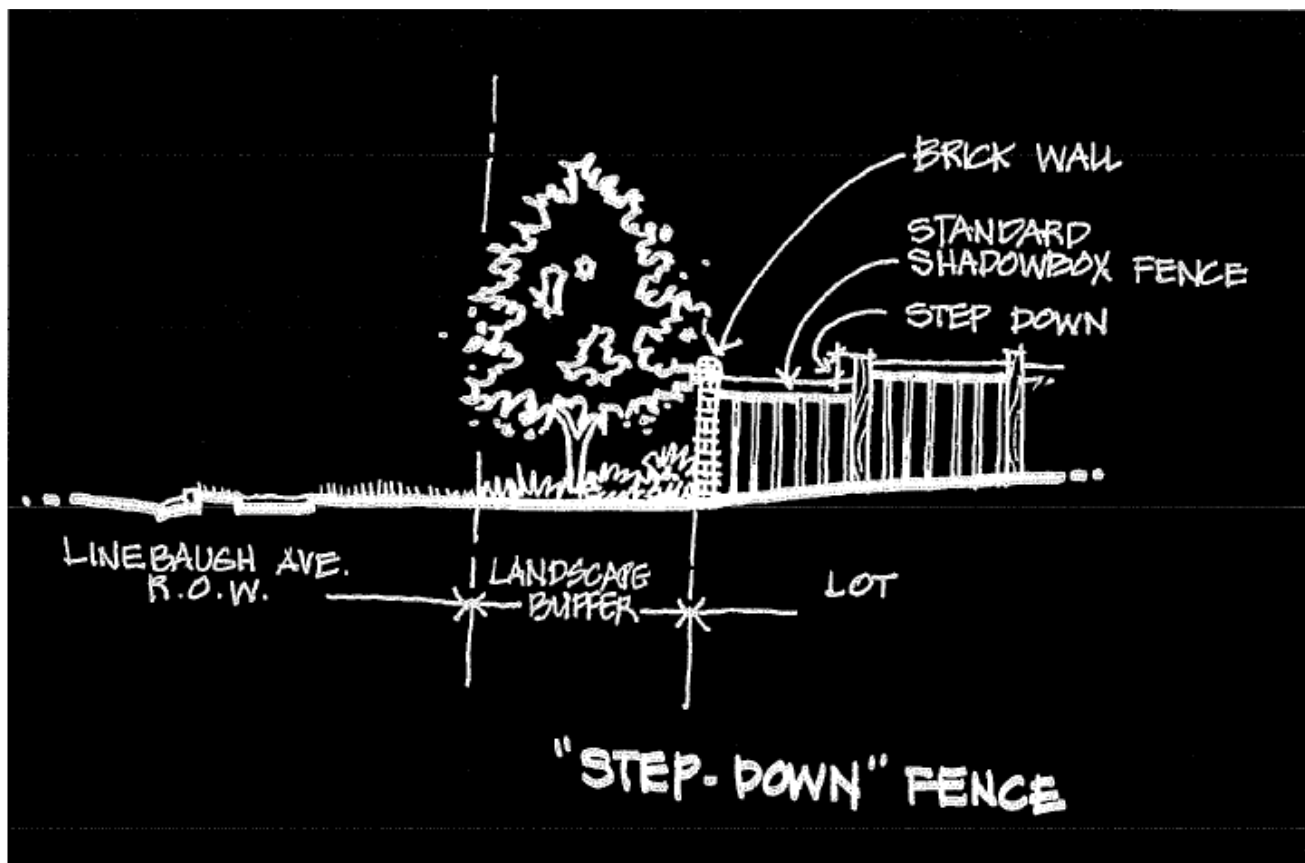 BRICK WALL
STANDARD
SHADOWBOX FENCE
STEP DOWN
LINEBAUGH AVE.
R.O.W.
LANDSCAPE
BUFFER
LOT
"STEP-DOWN" FENCE